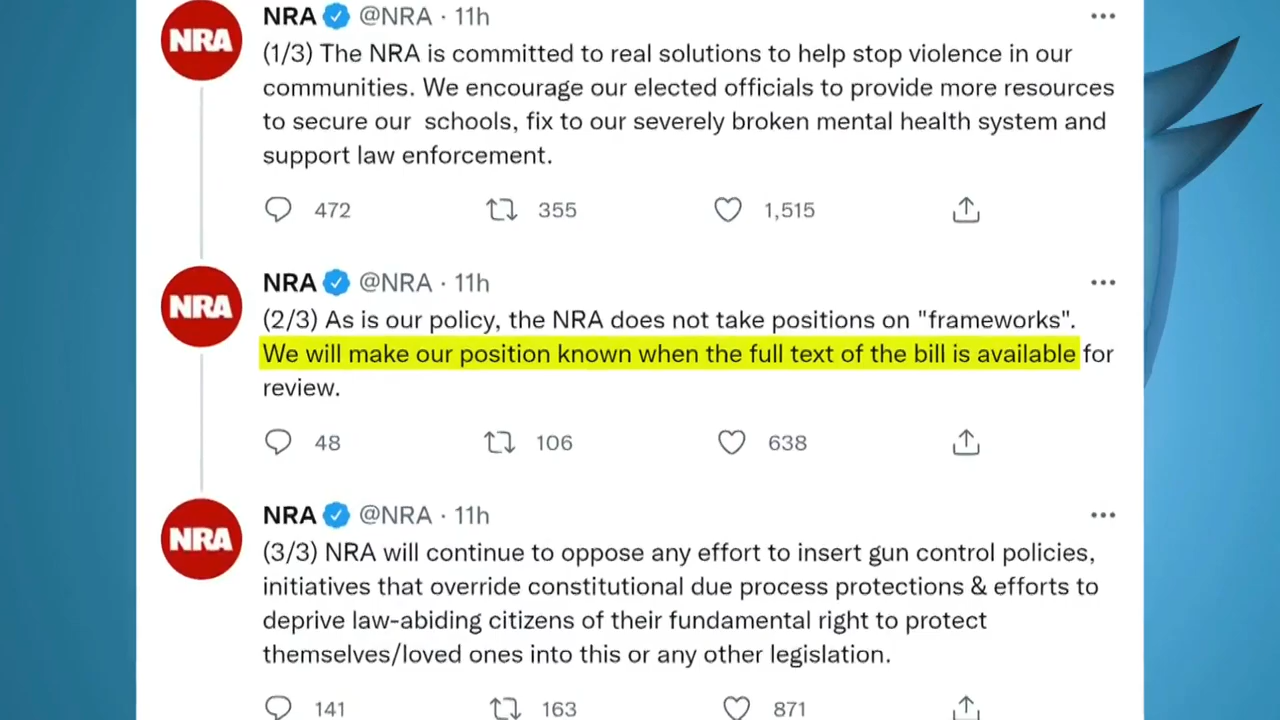 NRA
NRA @NRA · 11h
(1/3) The NRA is committed to real solutions to help stop violence in our
communities. We encourage our elected officials to provide more resources
to secure our schools, fix to our severely broken mental health system and
support law enforcement.
472 355 1,515
NRA
NRA @NRA · 11h
(2/3) As is our policy, the NRA does not take positions on "frameworks".
We will make our position known when the full text of the bill is available for
review.
48 106 638
NRA
NRA @NRA · 11h
(3/3) NRA will continue to oppose any effort to insert gun control policies,
initiatives that override constitutional due process protections & efforts to
deprive law-abiding citizens of their fundamental right to protect
themselves/loved ones into this or any other legislation.
141 163 871